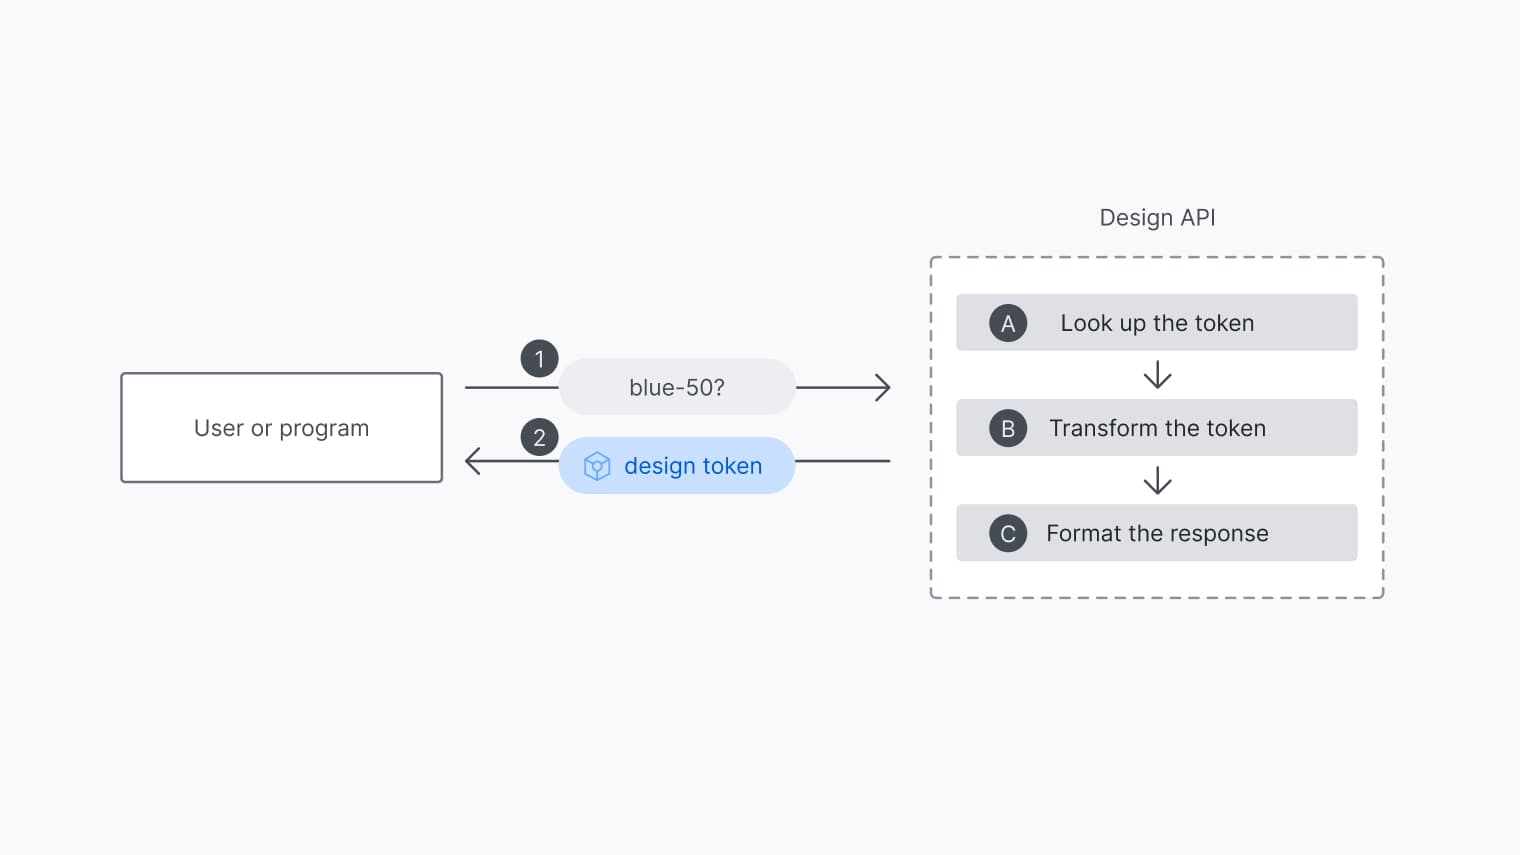 Design API
User or program
1
blue-50?
2
design token
A
Look up the token
B
Transform the token
C
Format the response